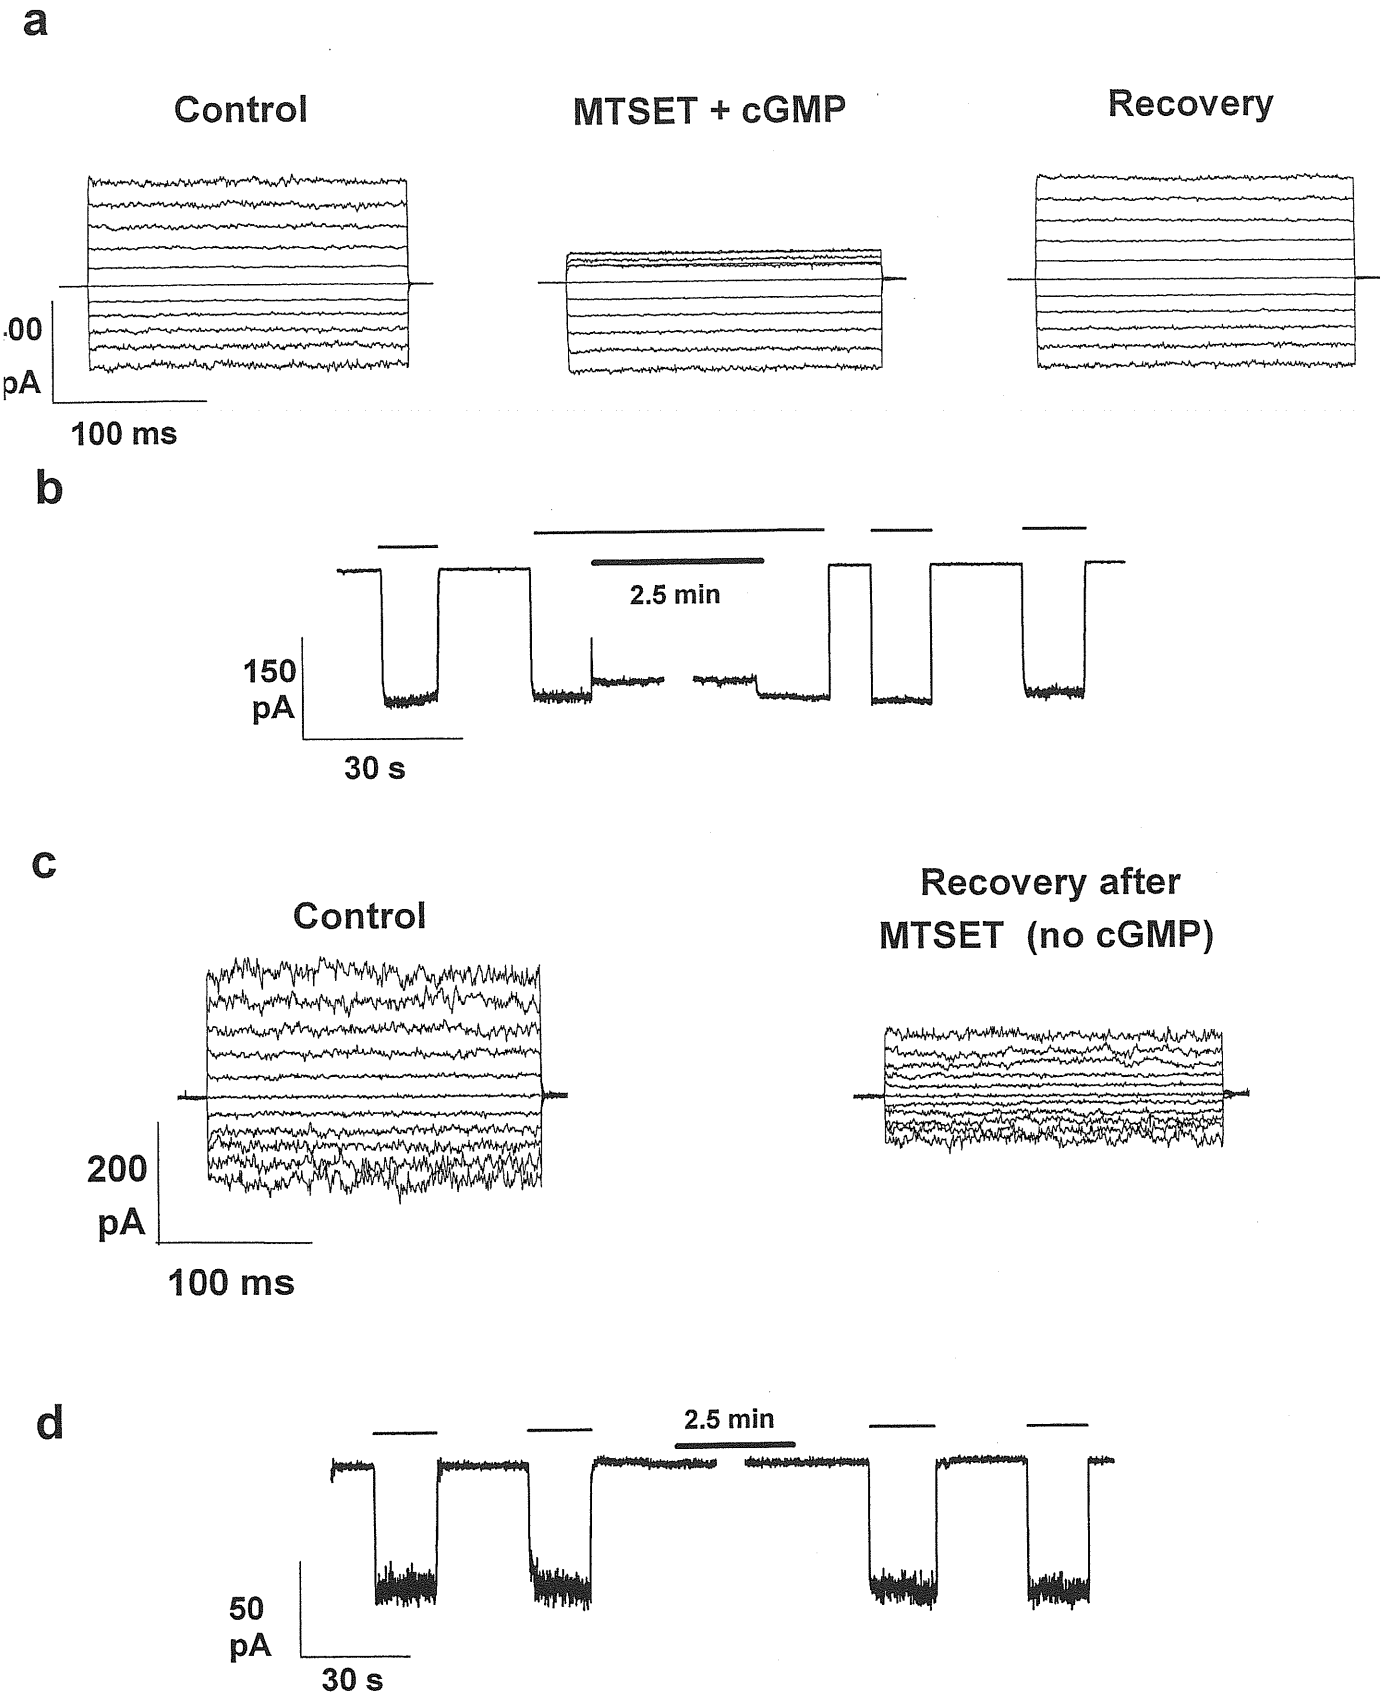 a
Control
MTSET + cGMP
Recovery
00
pA
100 ms
b
2.5 min
150
pA
30 s
c
Control
Recovery after
MTSET (no cGMP)
200
pA
100 ms
d
2.5 min
50
pA
30 s